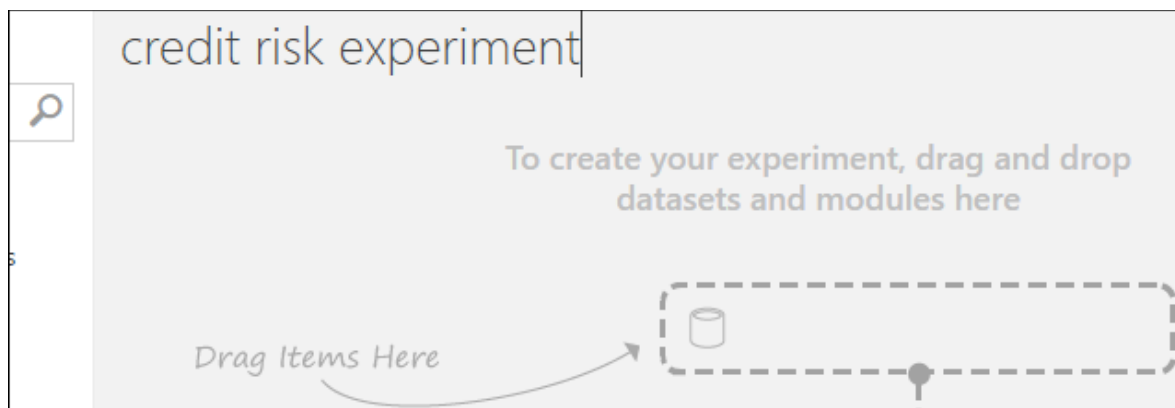 credit risk experiment
To create your experiment, drag and drop
datasets and modules here
s
Drag Items Here